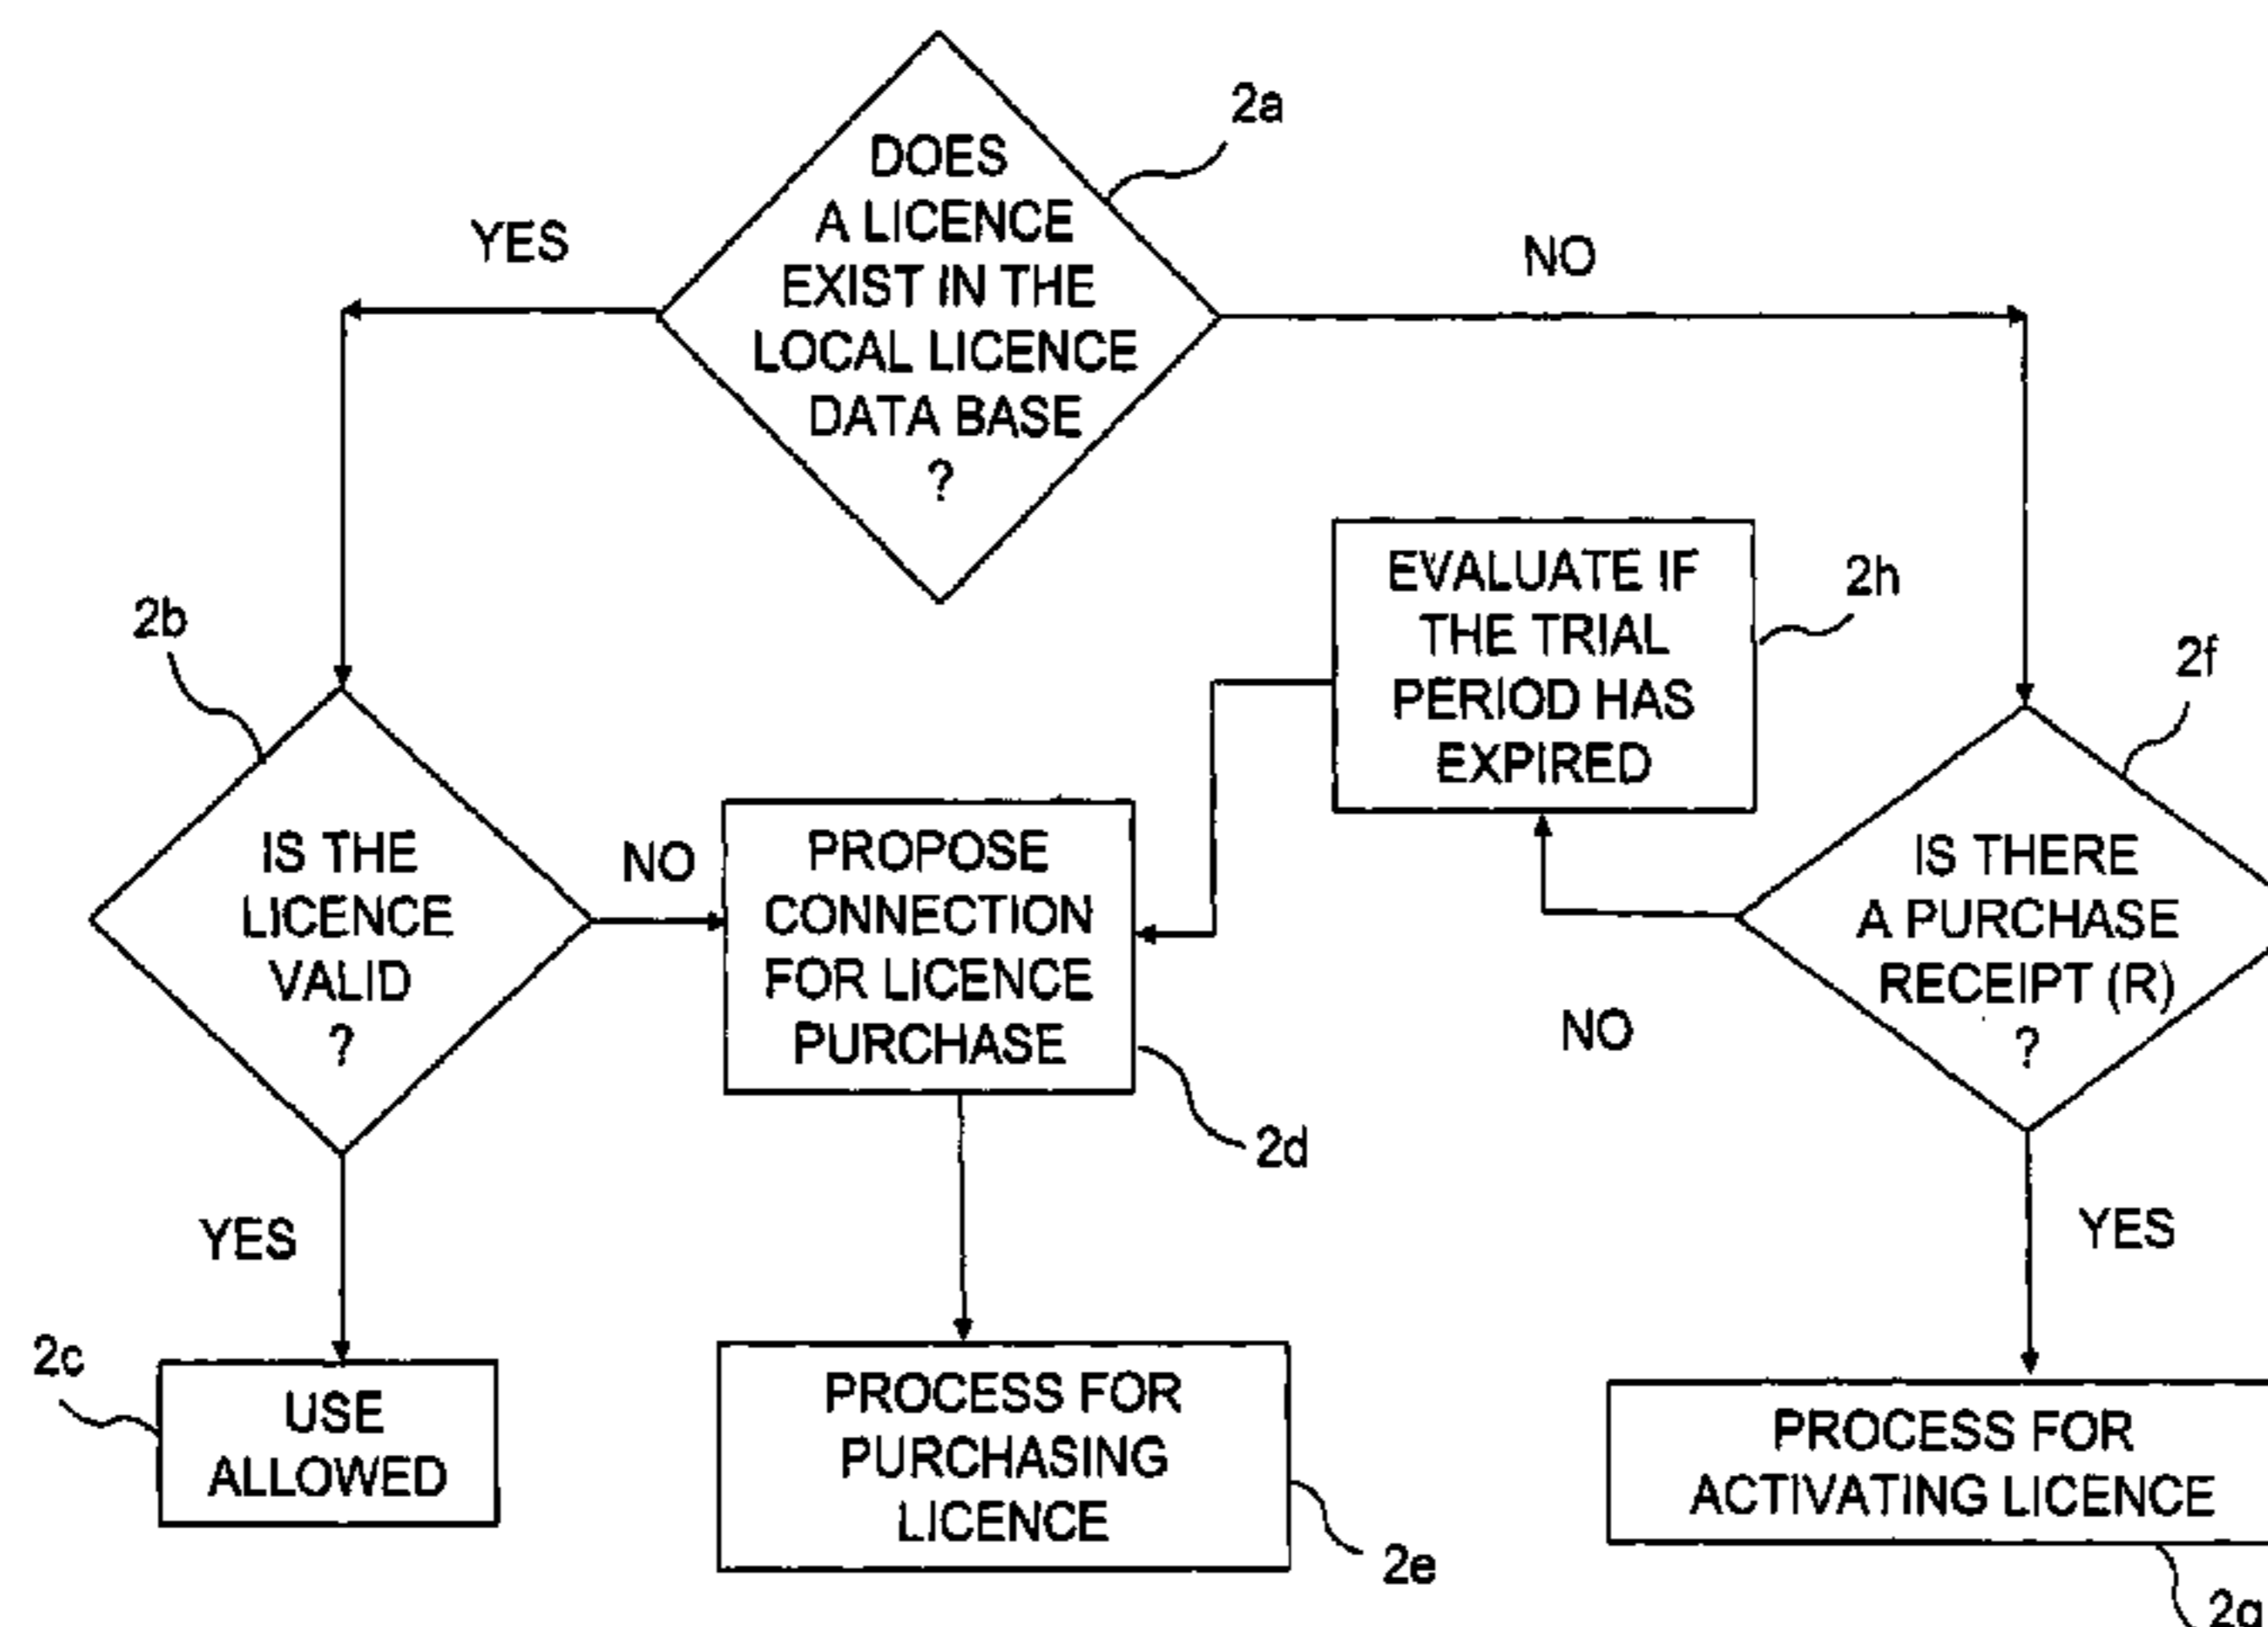 2a
DOES
A LICENCE
EXIST IN THE
LOCAL LICENCE
DATA BASE
?
YES
NO
2b
IS THE
LICENCE
VALID
?
NO
YES
2c
USE
ALLOWED
PROPOSE
CONNECTION
FOR LICENCE
PURCHASE
2d
PROCESS FOR
PURCHASING
LICENCE
2e
EVALUATE IF
THE TRIAL
PERIOD HAS
EXPIRED
2h
2f
IS THERE
A PURCHASE
RECEIPT (R)
?
NO
YES
PROCESS FOR
ACTIVATING LICENCE
2g